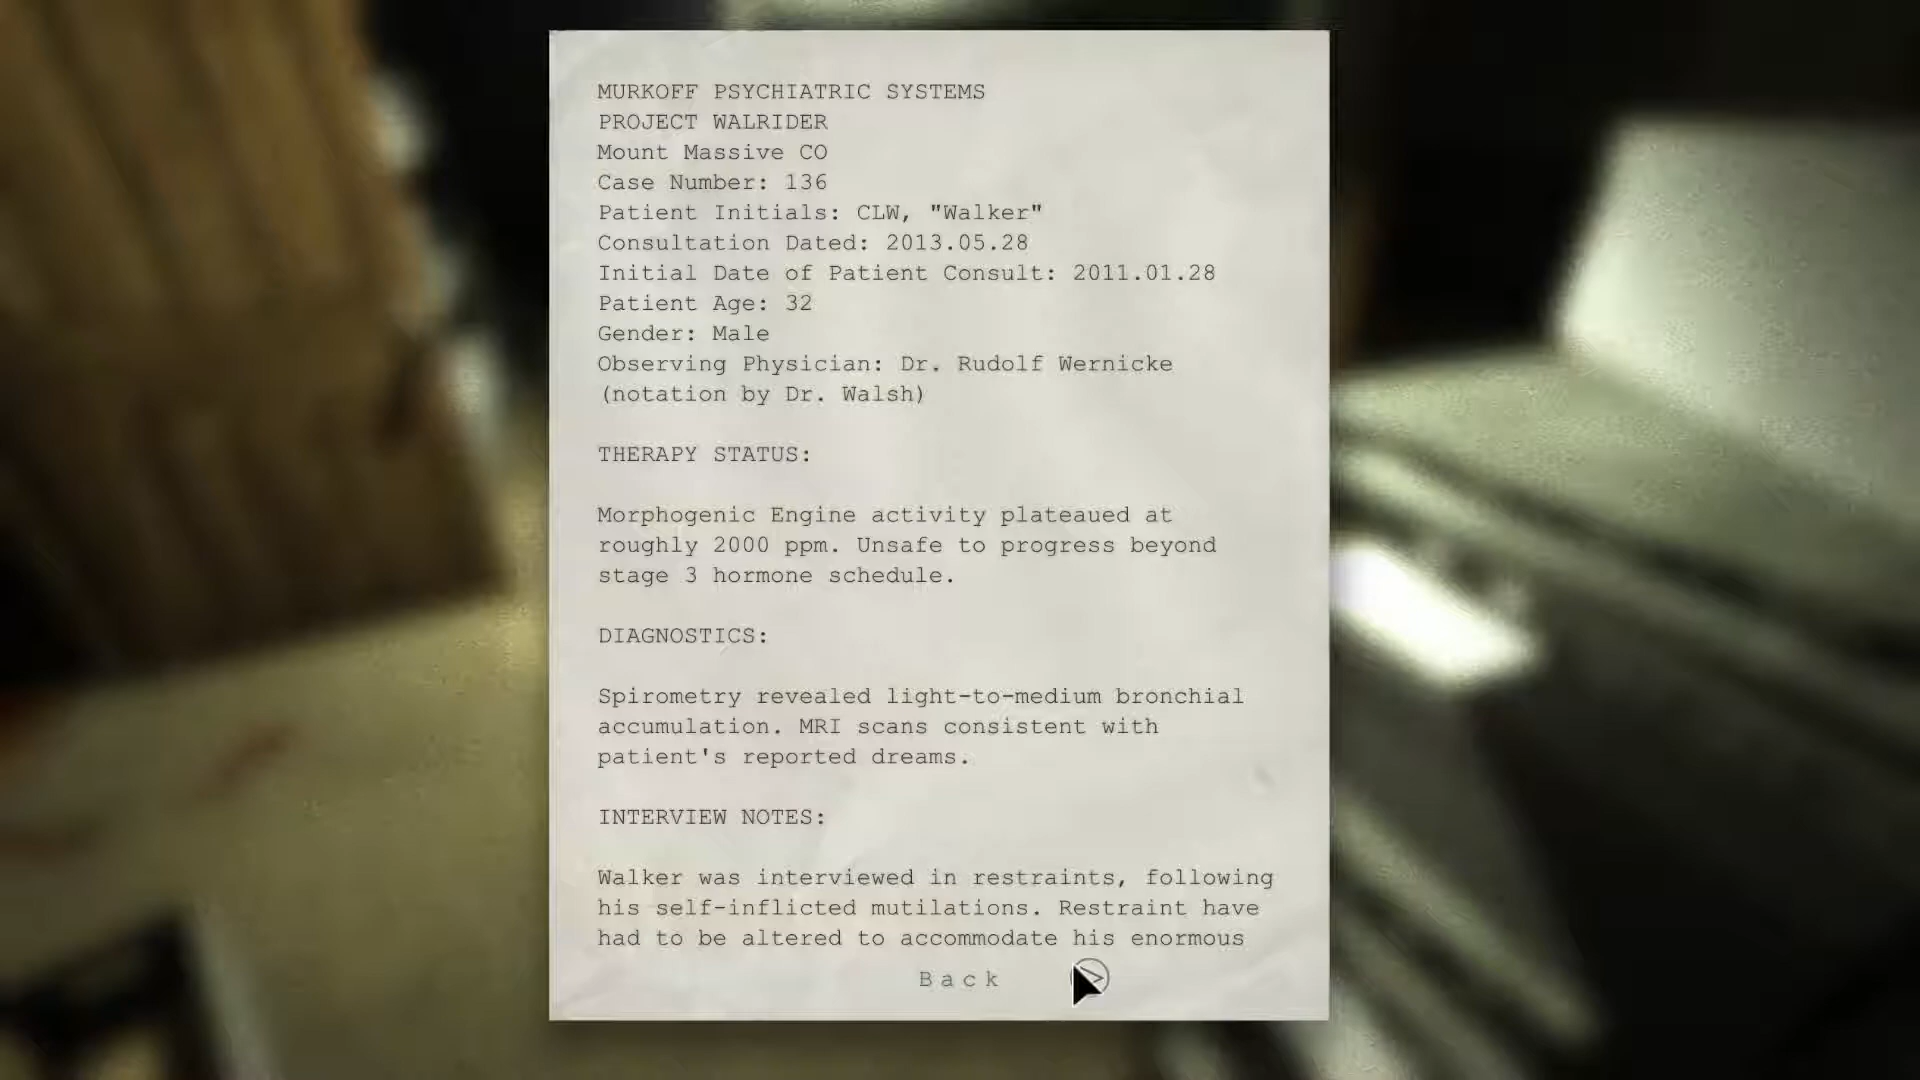 MURKOFF PSYCHIATRIC SYSTEMS
PROJECT WALRIDER
Mount Massive CO
Case Number: 136
Patient Initials: CLW, "Walker"
Consultation Dated: 2013.05.28
Initial Date of Patient Consult: 2011.01.28
Patient Age: 32
Gender: Male
Observing Physician: Dr. Rudolf Wernicke
(notation by Dr. Walsh)
THERAPY STATUS:
Morphogenic Engine activity plateaued at
roughly 2000 ppm. Unsafe to progress beyond
stage 3 hormone schedule.
DIAGNOSTICS:
Spirometry revealed light-to-medium bronchial
accumulation. MRI scans consistent with
patient's reported dreams.
INTERVIEW NOTES:
Walker was interviewed in restraints, following
his self-inflicted mutilations. Restraint have
had to be altered to accommodate his enormous
Back